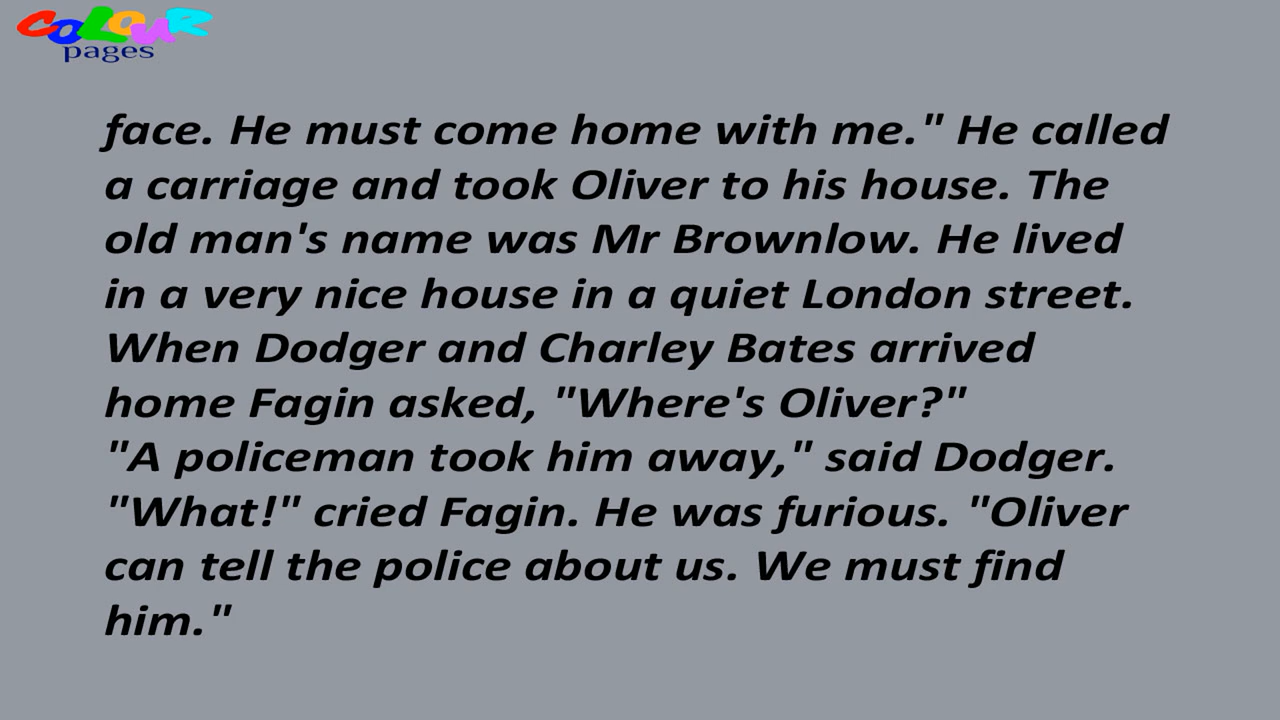 COLOUR
pages
face. He must come home with me." He called
a carriage and took Oliver to his house. The
old man's name was Mr Brownlow. He lived
in a very nice house in a quiet London street.
When Dodger and Charley Bates arrived
home Fagin asked, "Where's Oliver?"
"A policeman took him away," said Dodger.
"What!" cried Fagin. He was furious. "Oliver
can tell the police about us. We must find
him."